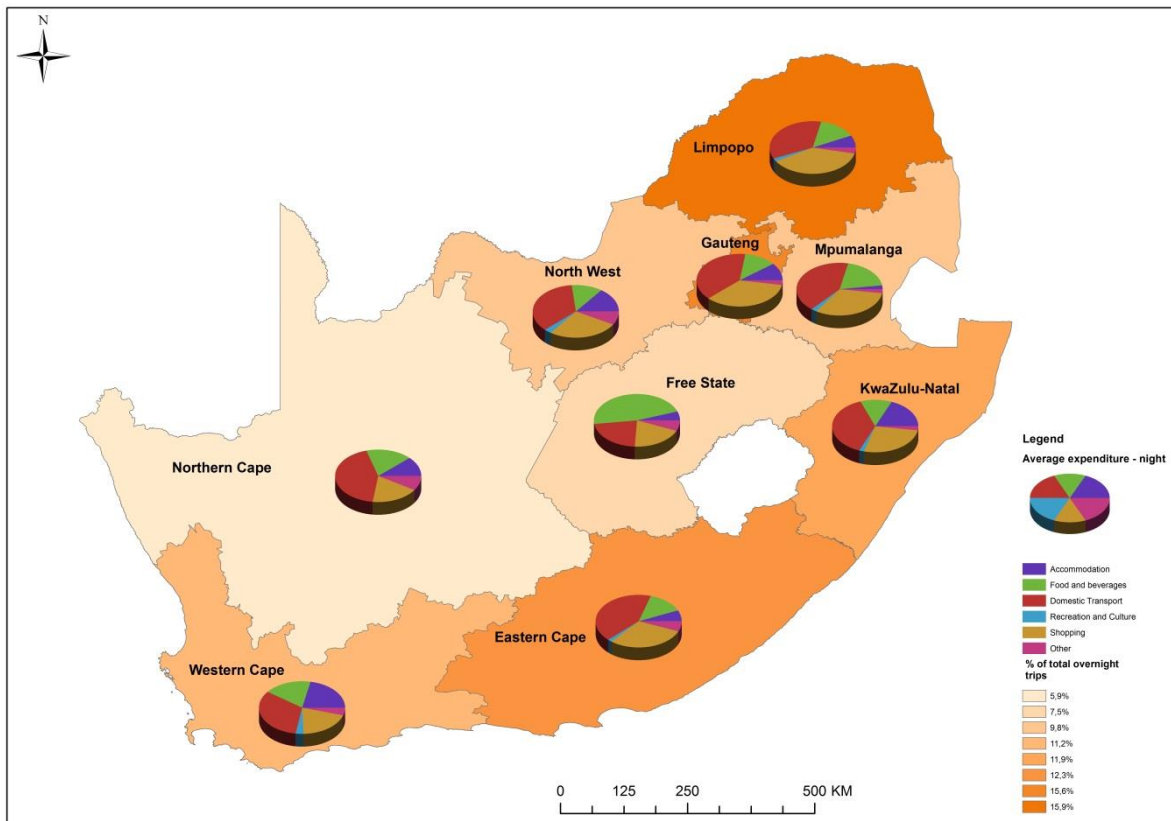 N
Limpopo
Gauteng
Mpumalanga
North West
Free State
KwaZulu-Natal
Northern Cape
Eastern Cape
Western Cape
Legend
Average expenditure - night
Accommodation
Food and beverages
Domestic Transport
Recreation and Culture
Shopping
Other
% of total overnight
trips
5,9%
7,5%
9,8%
11,2%
11,9%
12,3%
15,6%
15,9%
0 125 250 500 KM